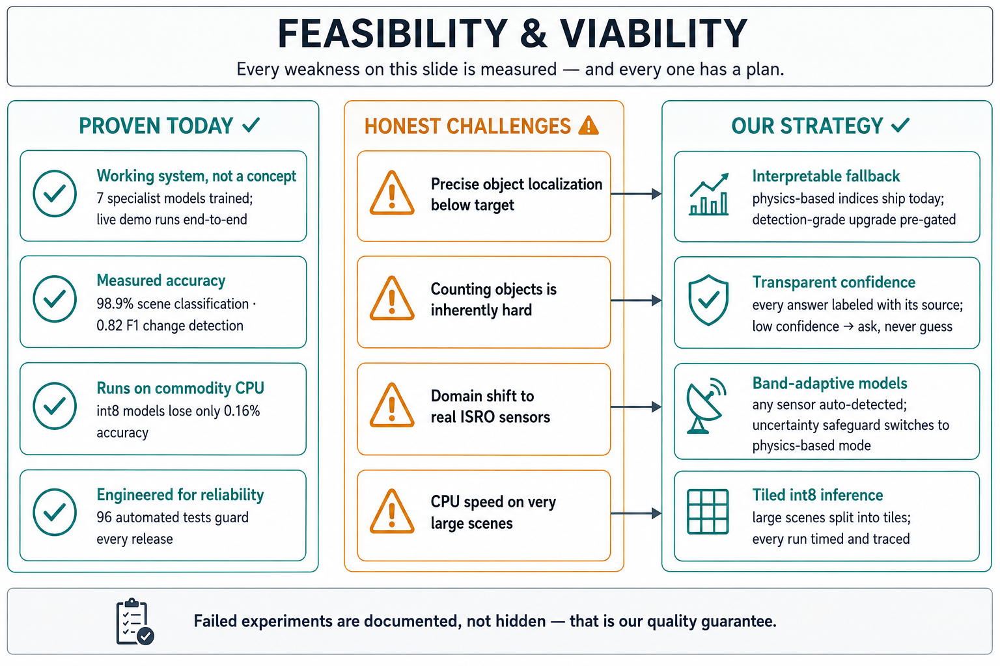 FEASIBILITY & VIABILITY
Every weakness on this slide is measured — and every one has a plan.
PROVEN TODAY
Working system, not a concept
7 specialist models trained;
live demo runs end-to-end
Measured accuracy
98.9% scene classification ·
0.82 F1 change detection
Runs on commodity CPU
int8 models lose only 0.16%
accuracy
Engineered for reliability
96 automated tests guard
every release
HONEST CHALLENGES
Precise object localization
below target
Counting objects is
inherently hard
Domain shift to
real ISRO sensors
CPU speed on very
large scenes
OUR STRATEGY
Interpretable fallback
physics-based indices ship today;
detection-grade upgrade pre-gated
Transparent confidence
every answer labeled with its source;
low confidence → ask, never guess
Band-adaptive models
any sensor auto-detected;
uncertainty safeguard switches to
physics-based mode
Tiled int8 inference
large scenes split into tiles;
every run timed and traced
Failed experiments are documented, not hidden — that is our quality guarantee.